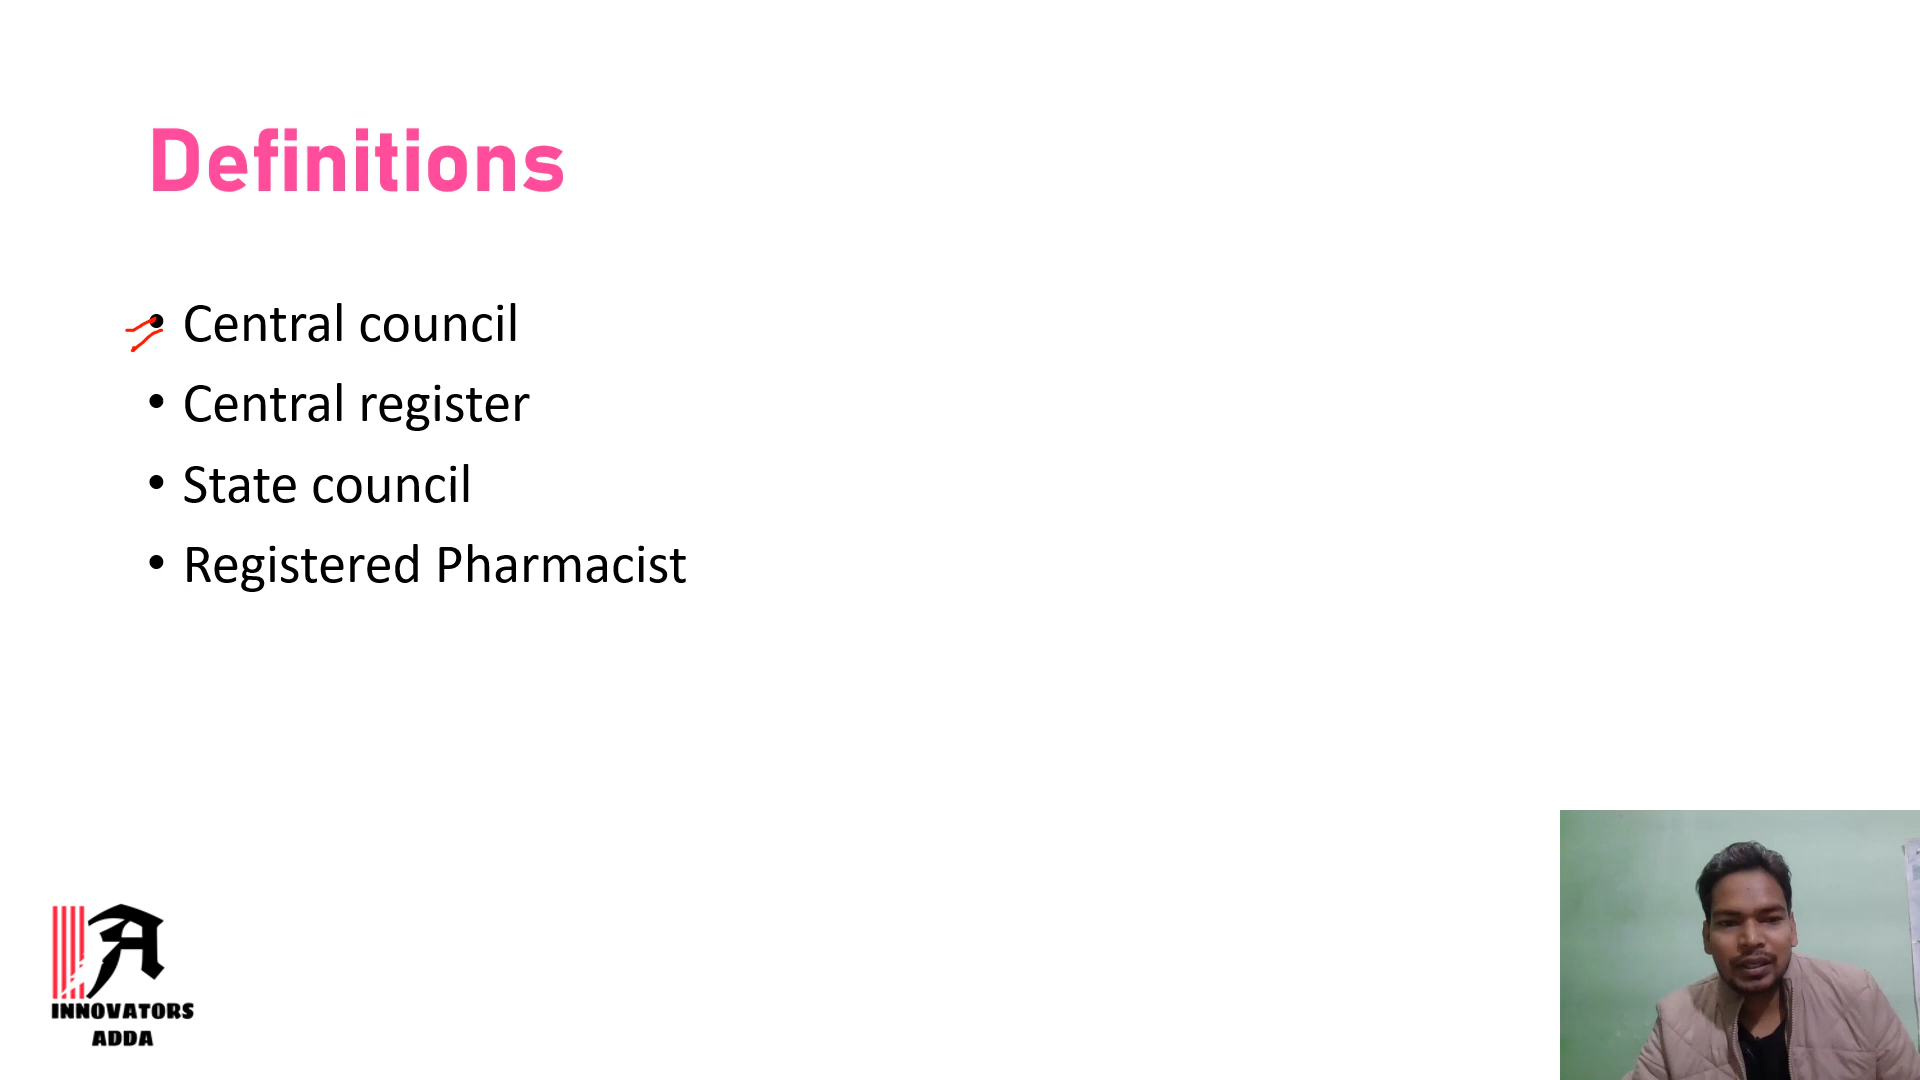 Definitions
• Central council
• Central register
• State council
• Registered Pharmacist
INNOVATORS
ADDA